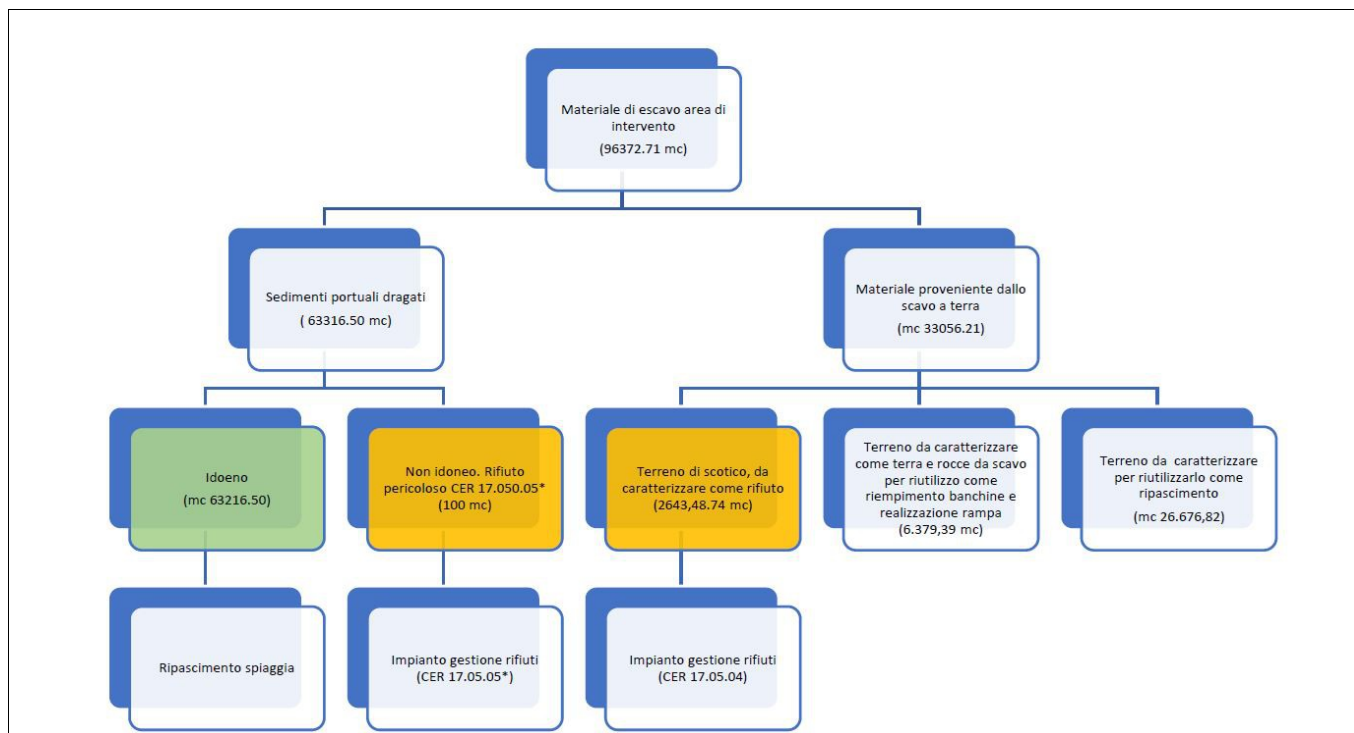 Materiale di escavo area di
intervento
(96372.71 mc)
Sedimenti portuali dragati
( 63316.50 mc)
Materiale proveniente dallo
scavo a terra
(mc 33056.21)
Idoeno
(mc 63216.50)
Non idoneo. Rifiuto
pericoloso CER 17.050.05*
(100 mc)
Terreno di scotico, da
caratterizzare come rifiuto
(2643,48.74 mc)
Terreno da caratterizzare
come terra e rocce da scavo
per riutilizzo come
riempimento banchine e
realizzazione rampa
(6.379,39 mc)
Terreno da caratterizzare
per riutilizzarlo come
ripascimento
(mc 26.676,82)
Ripascimento spiaggia
Impianto gestione rifiuti
(CER 17.05.05*)
Impianto gestione rifiuti
(CER 17.05.04)